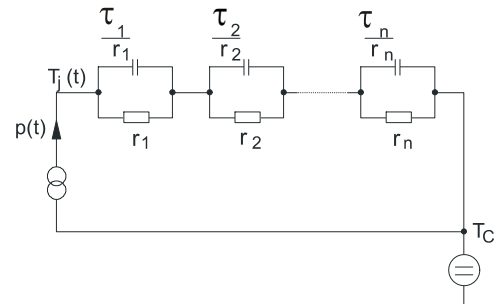 τ1/r1 τ2/r2 τn/rn
Tj (t)
p(t)
r1 r2 rn
TC